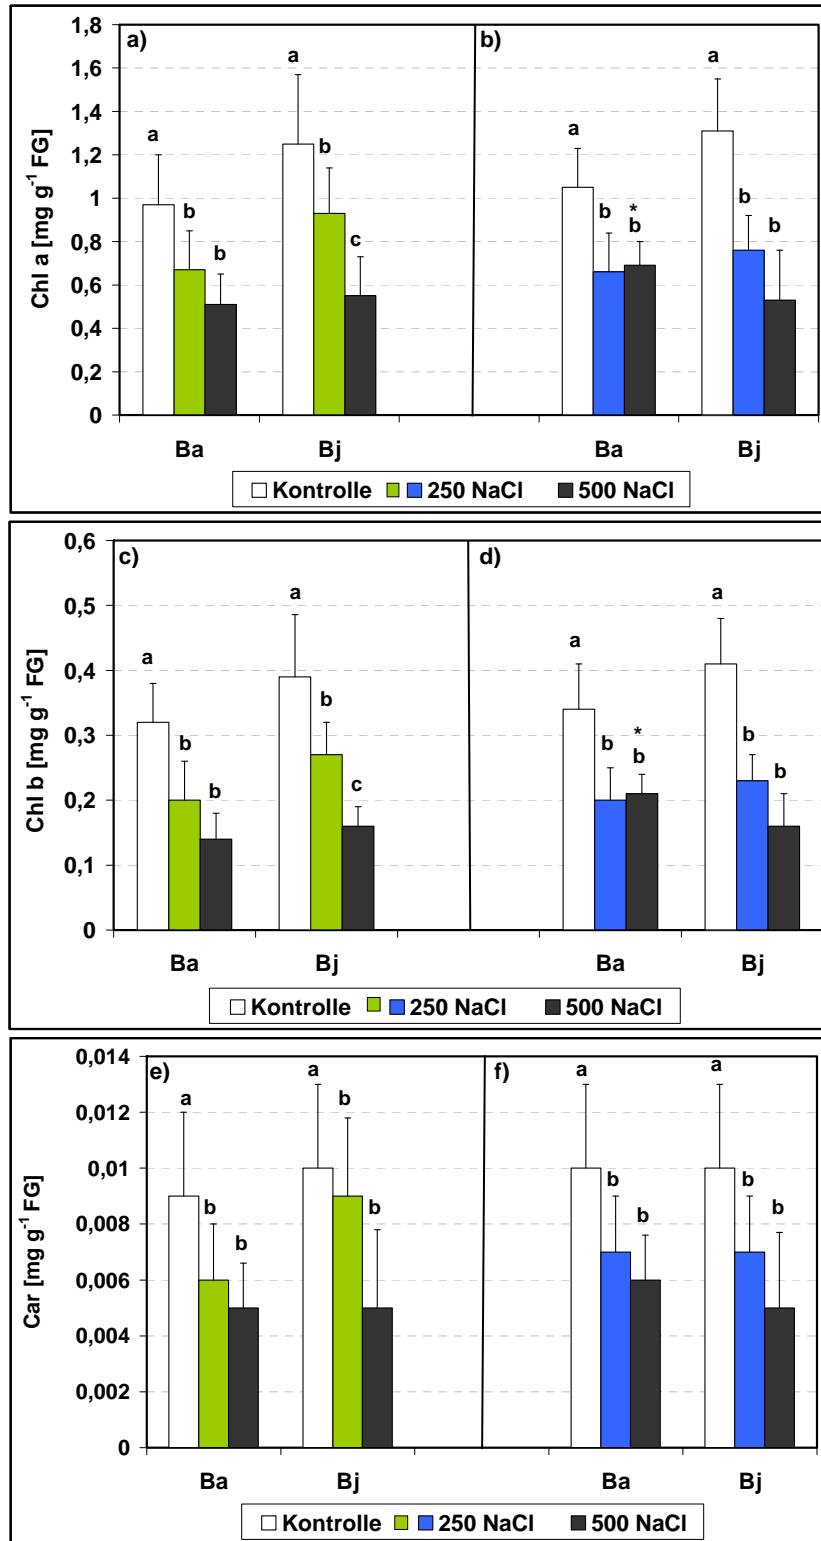 1,8
1,6
1,4
1,2
1
0,8
0,6
0,4
0,2
0
Chl a [mg g⁻¹ FG]
a)
a
b
b
a
b
c
b)
a
b
*
b
a
b
b
Ba
Bj
Ba
Bj
Kontrolle 250 NaCl 500 NaCl
0,6
0,5
0,4
0,3
0,2
0,1
0
Chl b [mg g⁻¹ FG]
c)
a
b
b
a
b
c
d)
a
b
*
b
a
b
b
Ba
Bj
Ba
Bj
Kontrolle 250 NaCl 500 NaCl
0,014
0,012
0,01
0,008
0,006
0,004
0,002
0
Car [mg g⁻¹ FG]
e)
a
b
b
a
b
b
f)
a
b
b
a
b
b
Ba
Bj
Ba
Bj
Kontrolle 250 NaCl 500 NaCl